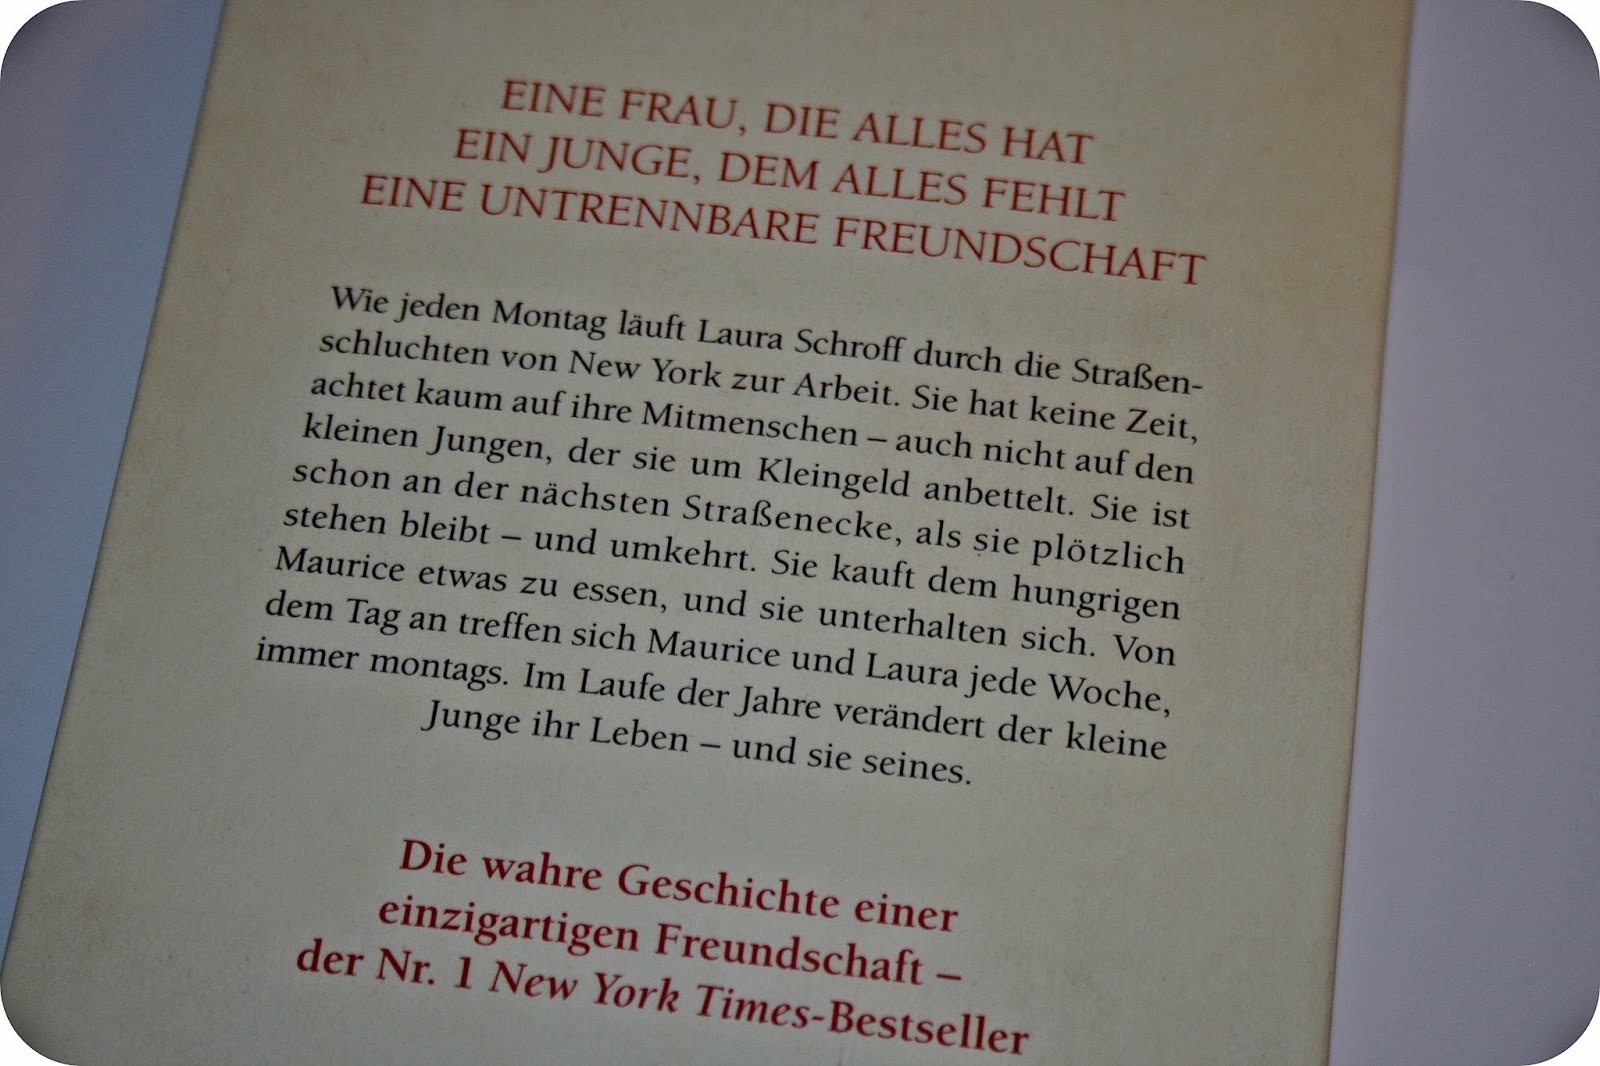 EINE FRAU, DIE ALLES HAT
EIN JUNGE, DEM ALLES FEHLT
EINE UNTRENNBARE FREUNDSCHAFT
Wie jeden Montag läuft Laura Schroff durch die Straßen-
schluchten von New York zur Arbeit. Sie hat keine Zeit,
achtet kaum auf ihre Mitmenschen – auch nicht auf den
kleinen Jungen, der sie um Kleingeld anbettelt. Sie ist
schon an der nächsten Straßenecke, als sie plötzlich
stehen bleibt – und umkehrt. Sie kauft dem hungrigen
Maurice etwas zu essen, und sie unterhalten sich. Von
dem Tag an treffen sich Maurice und Laura jede Woche,
immer montags. Im Laufe der Jahre verändert der kleine
Junge ihr Leben – und sie seines.
Die wahre Geschichte einer
einzigartigen Freundschaft –
der Nr. 1 New York Times-Bestseller